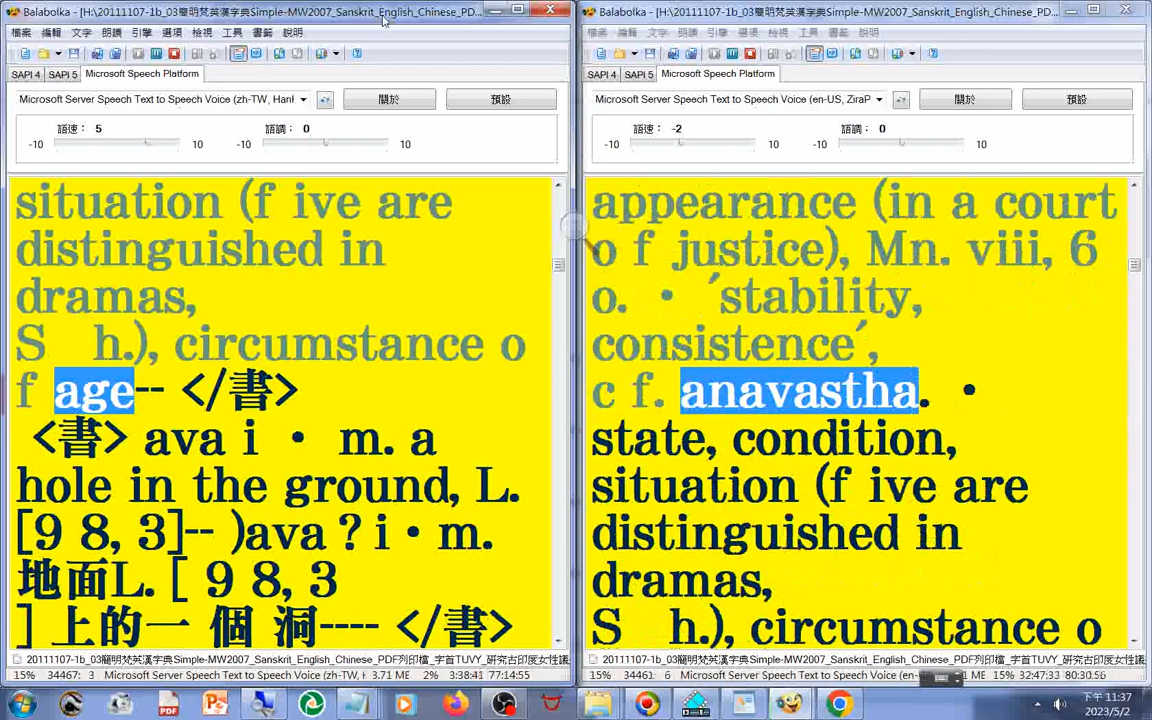 Balabolka - [H:\20111107-1b_03簡明梵英漢字典Simple-MW2007_Sanskrit_English_Chinese_PD...
檔案 編輯 文字 朗讀 引擎 選項 檢視 工具 書籤 說明
SAPI 4 SAPI 5 Microsoft Speech Platform
Microsoft Server Speech Text to Speech Voice (zh-TW, Hanl 關於 預設
語速： 5 語調： 0
-10 10 -10 10
situation (f ive are
distinguished in
dramas,
S h.), circumstance o
f age-- </書>
<書> ava i • m. a
hole in the ground, L.
[9 8, 3]-- )ava ? i • m.
地面L. [ 9 8, 3
] 上的一 個 洞---- </書>
20111107-1b_03簡明梵英漢字典Simple-MW2007_Sanskrit_English_Chinese_PDF列印檔_字首TUVY_研究古印度女性議
15% 34467: 3 Microsoft Server Speech Text to Speech Voice (zh-TW, 3.71 ME 2% 3:38:41 77:14:55
Balabolka - [H:\20111107-1b_03簡明梵英漢字典Simple-MW2007_Sanskrit_English_Chinese_PD...
檔案 編輯 文字 朗讀 引擎 選項 檢視 工具 書籤 說明
SAPI 4 SAPI 5 Microsoft Speech Platform
Microsoft Server Speech Text to Speech Voice (en-US, ZiraP 關於 預設
語速： -2 語調： 0
-10 10 -10 10
appearance (in a court
o f justice), Mn. viii, 6
o. • ´stability,
consistence´,
c f. anavastha. •
state, condition,
situation (f ive are
distinguished in
dramas,
S h.), circumstance o
20111107-1b_03簡明梵英漢字典Simple-MW2007_Sanskrit_English_Chinese_PDF列印檔_字首TUVY_研究古印度女性議
15% 34461: 6 Microsoft Server Speech Text to Speech Voice 15% 32:47:33 80:30:56
下午 11:37
2023/5/2